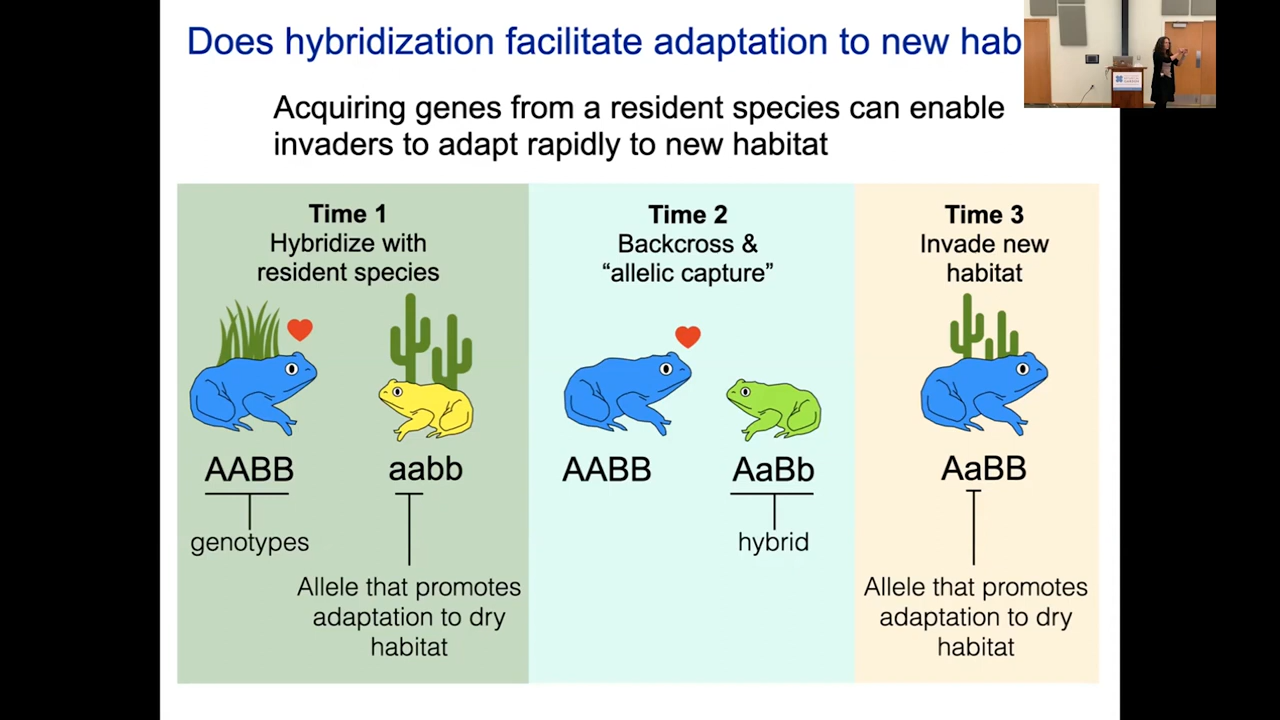 Does hybridization facilitate adaptation to new hab
Acquiring genes from a resident species can enable
invaders to adapt rapidly to new habitat
Time 1
Hybridize with
resident species
AABB
aabb
genotypes
Allele that promotes
adaptation to dry
habitat
Time 2
Backcross &
“allelic capture”
AABB
AaBb
hybrid
Time 3
Invade new
habitat
AaBB
Allele that promotes
adaptation to dry
habitat